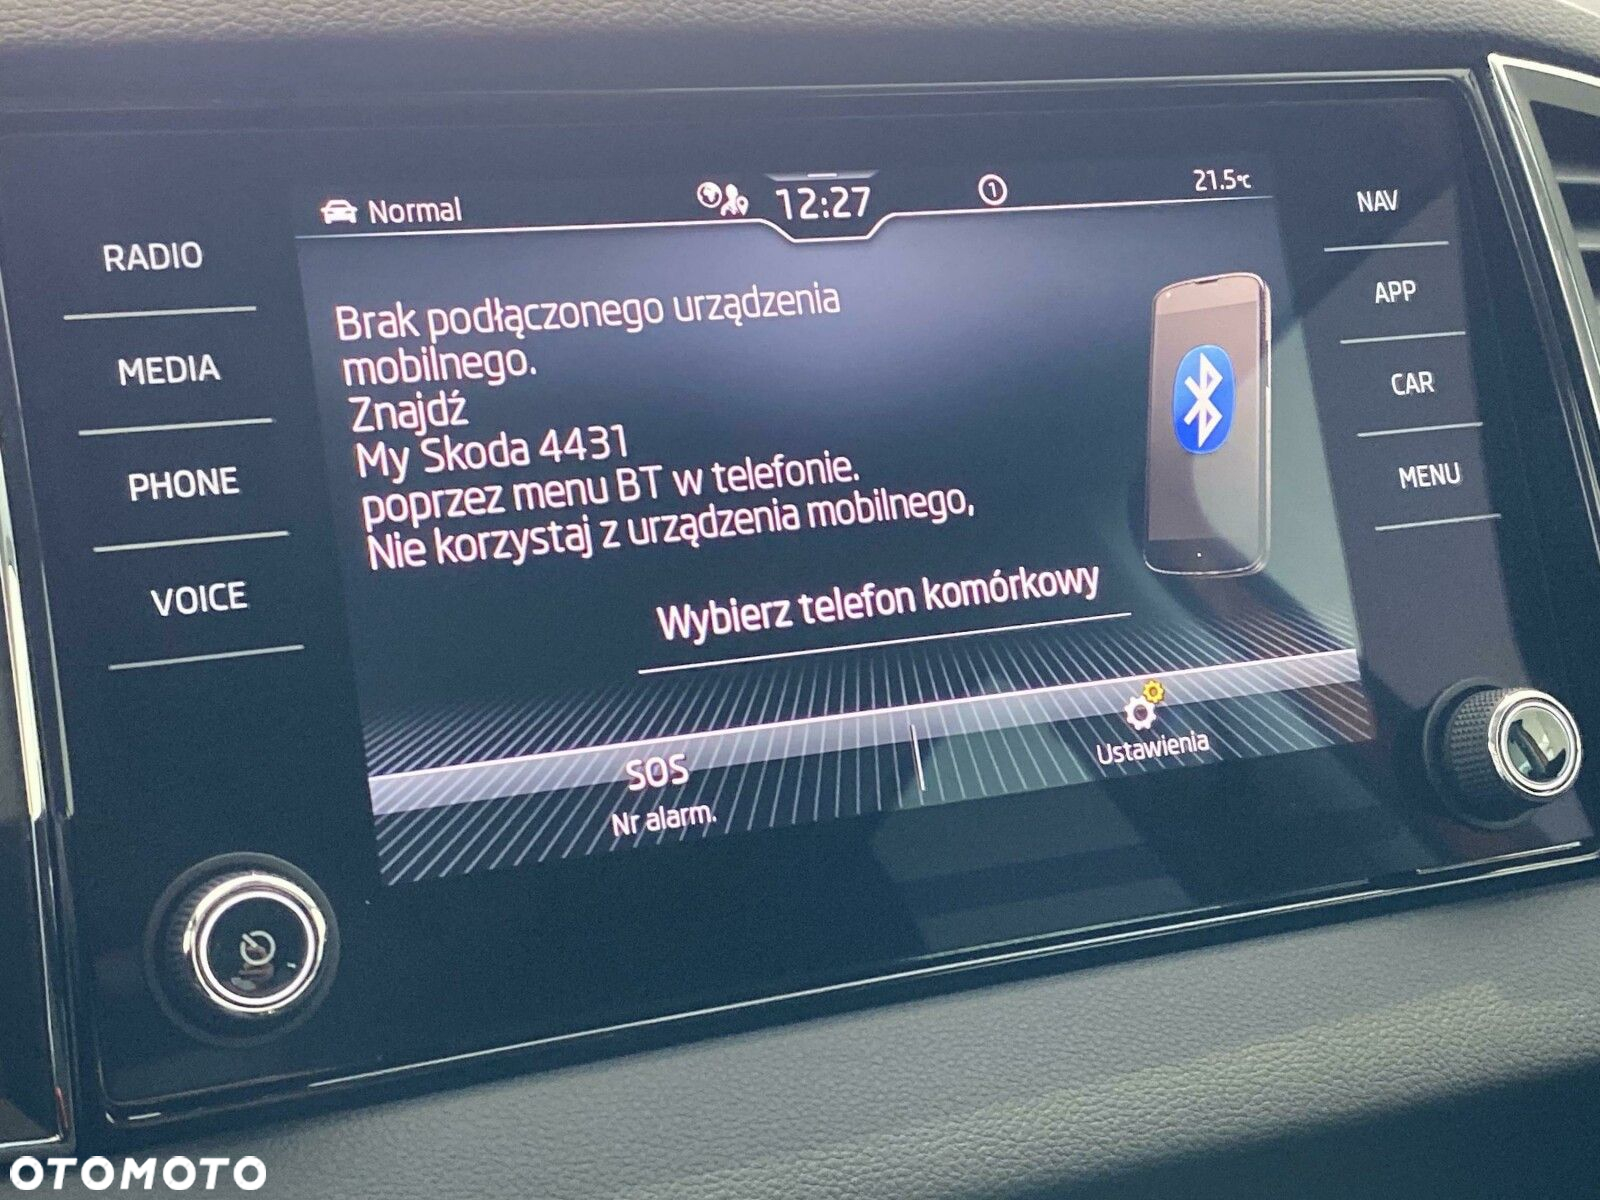 Normal
12:27
1
21.5°C
RADIO
MEDIA
PHONE
VOICE
Brak podłączonego urządzenia
mobilnego.
Znajdź
My Skoda 4431
poprzez menu BT w telefonie.
Nie korzystaj z urządzenia mobilnego,
Wybierz telefon komórkowy
SOS
Nr alarm.
Ustawienia
NAV
APP
CAR
MENU
OTOMOTO